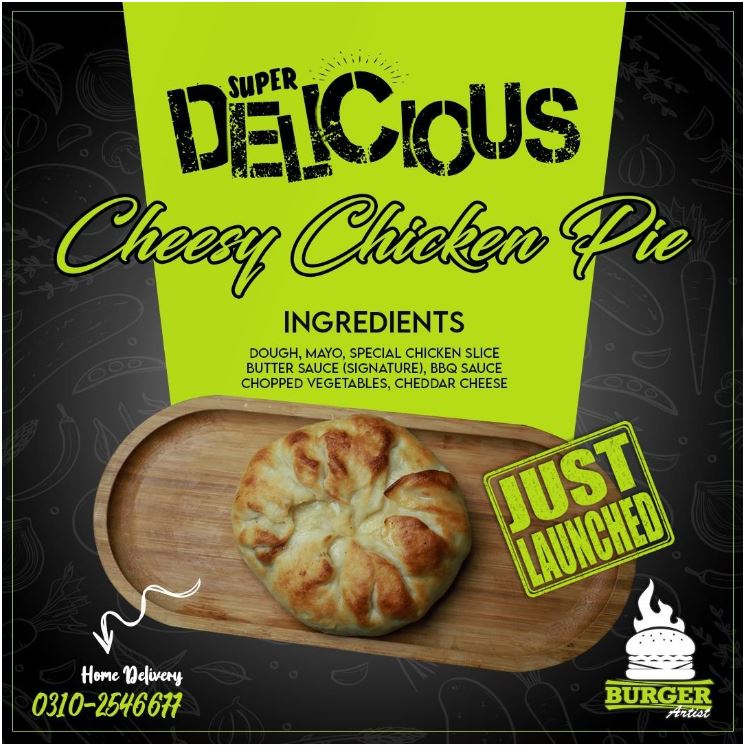 SUPER
DELICIOUS
Cheesy Chicken Pie
INGREDIENTS
DOUGH, MAYO, SPECIAL CHICKEN SLICE
BUTTER SAUCE (SIGNATURE), BBQ SAUCE
CHOPPED VEGETABLES, CHEDDAR CHEESE
JUST
LAUNCHED
Home Delivery
0310-2546677
BURGER
Artist